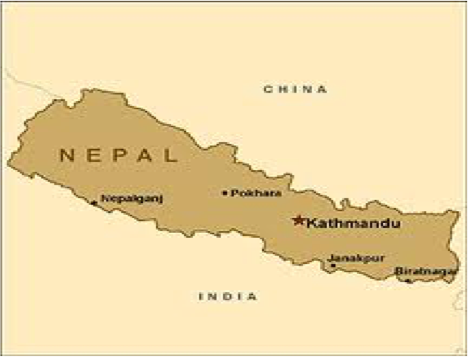 CHINA
NEPAL
Nepalganj
Pokhara
Kathmandu
Janakpur
Biratnagar
INDIA